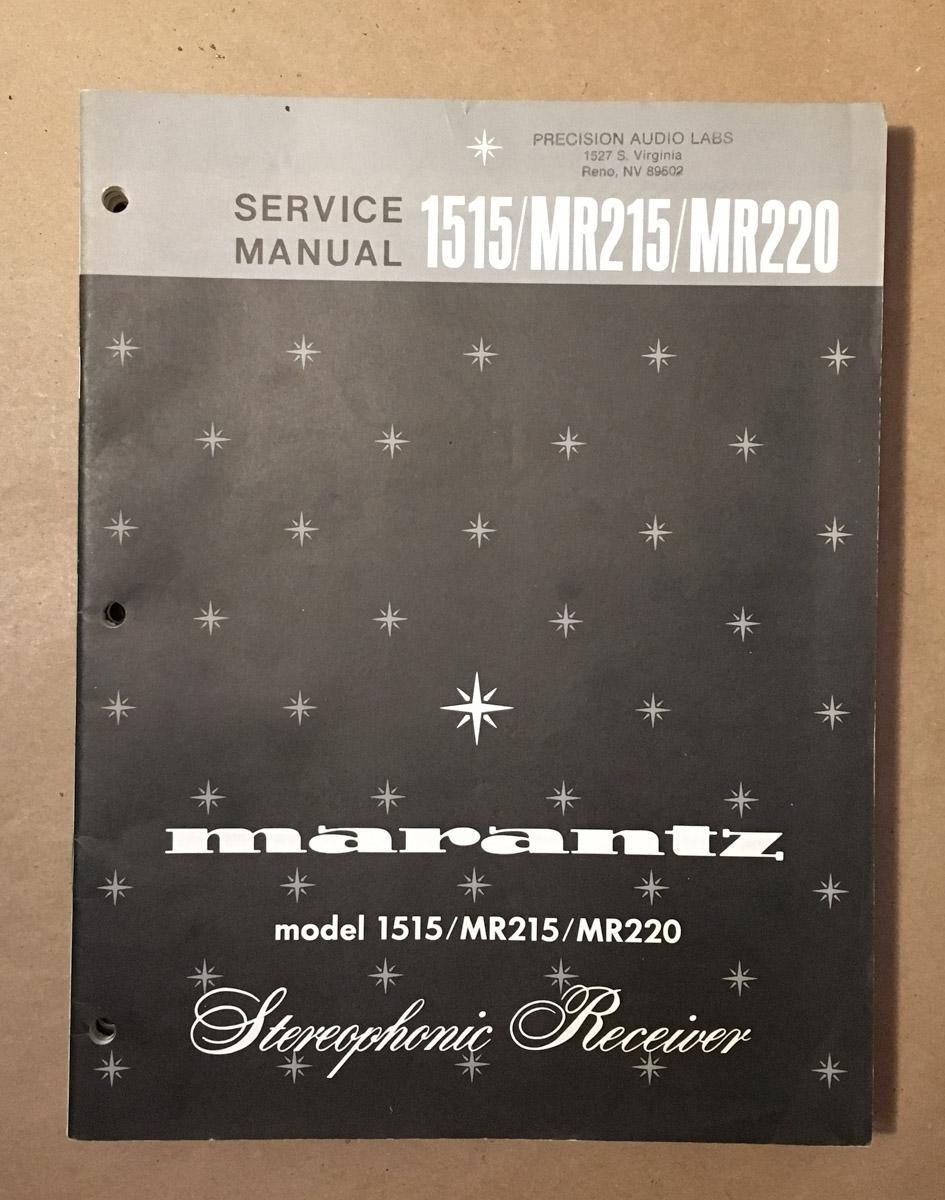 PRECISION AUDIO LABS
1527 S. Virginia
Reno, NV 89502
SERVICE MANUAL 1515/MR215/MR220
marantz
model 1515/MR215/MR220
Stereophonic Receiver